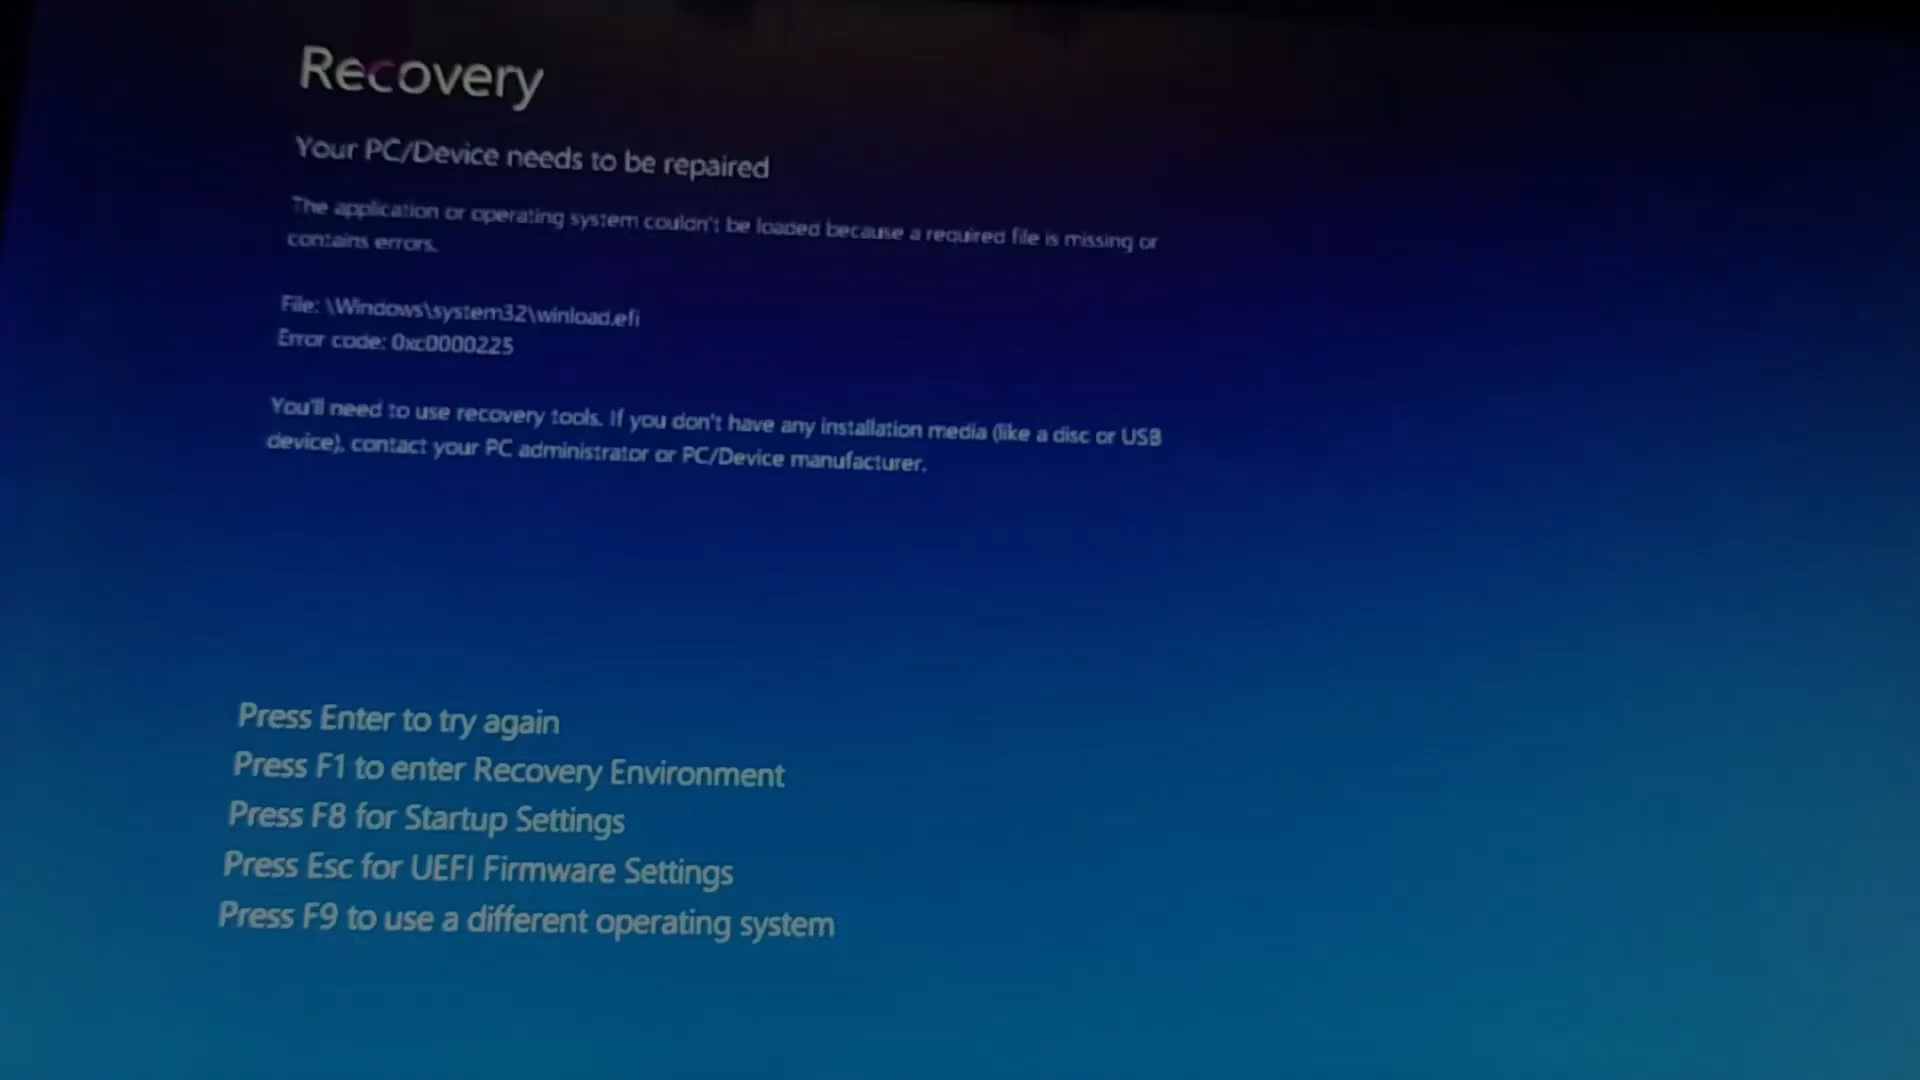 Recovery
Your PC/Device needs to be repaired
The application or operating system couldn't be loaded because a required file is missing or
contains errors.
File: \Windows\system32\winload.efi
Error code: 0xc0000225
You'll need to use recovery tools. If you don't have any installation media (like a disc or USB
device), contact your PC administrator or PC/Device manufacturer.
Press Enter to try again
Press F1 to enter Recovery Environment
Press F8 for Startup Settings
Press Esc for UEFI Firmware Settings
Press F9 to use a different operating system